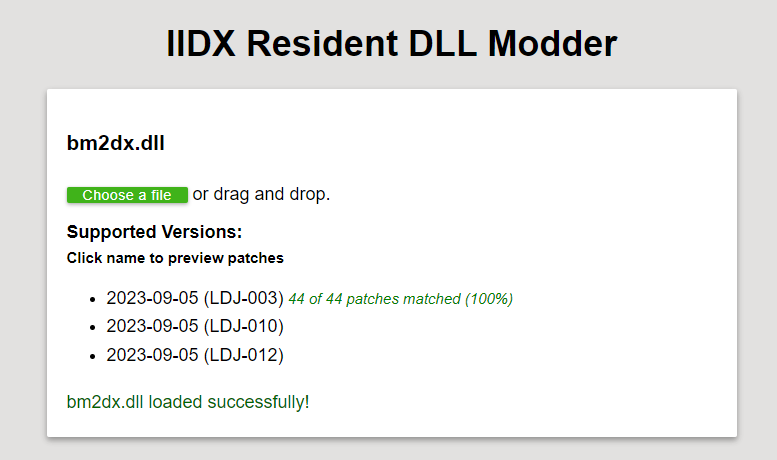 IIDX Resident DLL Modder
bm2dx.dll
Choose a file or drag and drop.
Supported Versions:
Click name to preview patches
2023-09-05 (LDJ-003) 44 of 44 patches matched (100%)
2023-09-05 (LDJ-010)
2023-09-05 (LDJ-012)
bm2dx.dll loaded successfully!